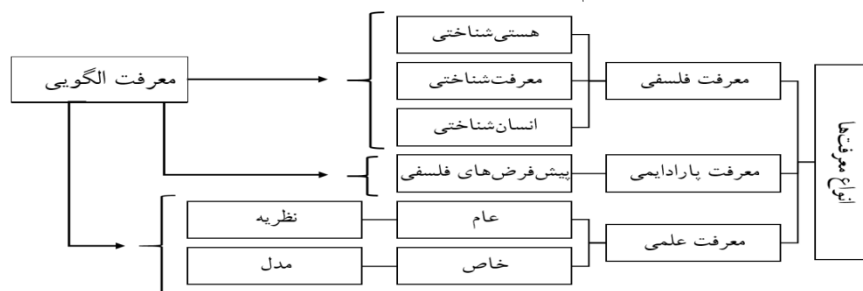 انواع معرفت‌ها
معرفت فلسفی
هستی‌شناختی
معرفت‌شناختی
انسان‌شناختی
معرفت پارادایمی
پیش‌فرض‌های فلسفی
معرفت علمی
عام
نظریه
خاص
مدل
معرفت الگویی